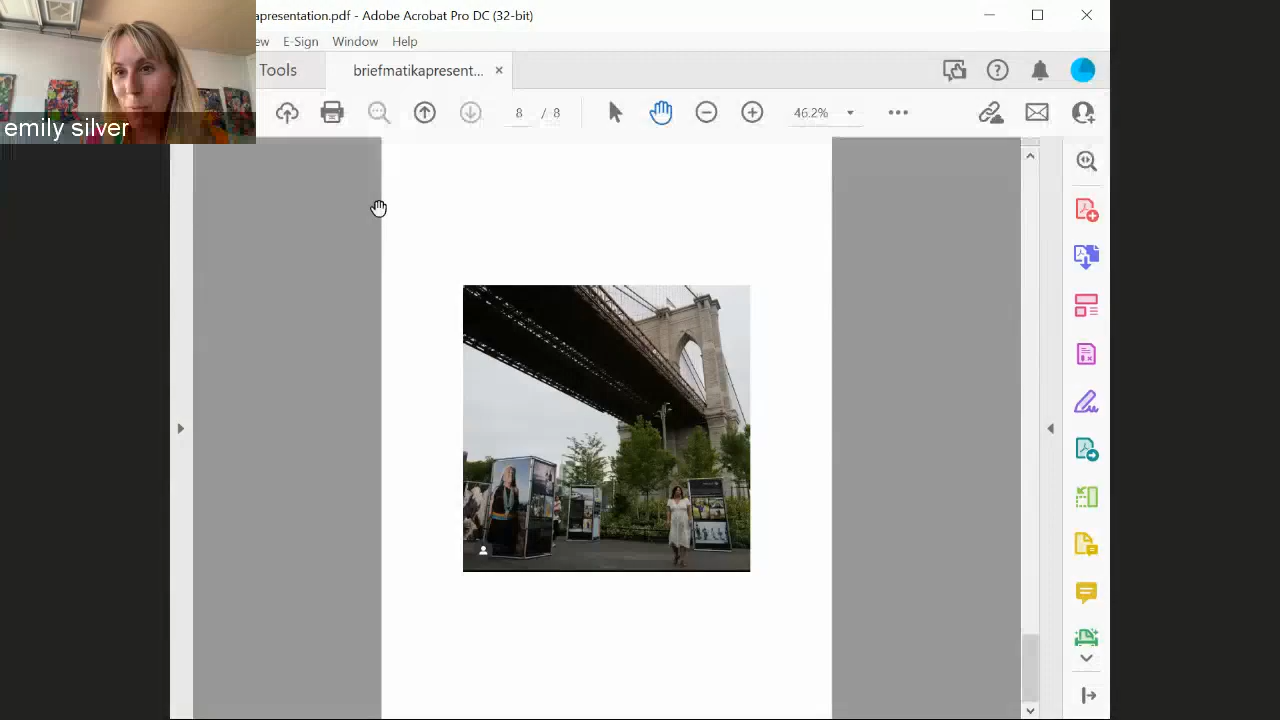 apresentation.pdf - Adobe Acrobat Pro DC (32-bit)
ew E-Sign Window Help
Tools
briefmatikapresent...
8 / 8
46.2%
emily silver